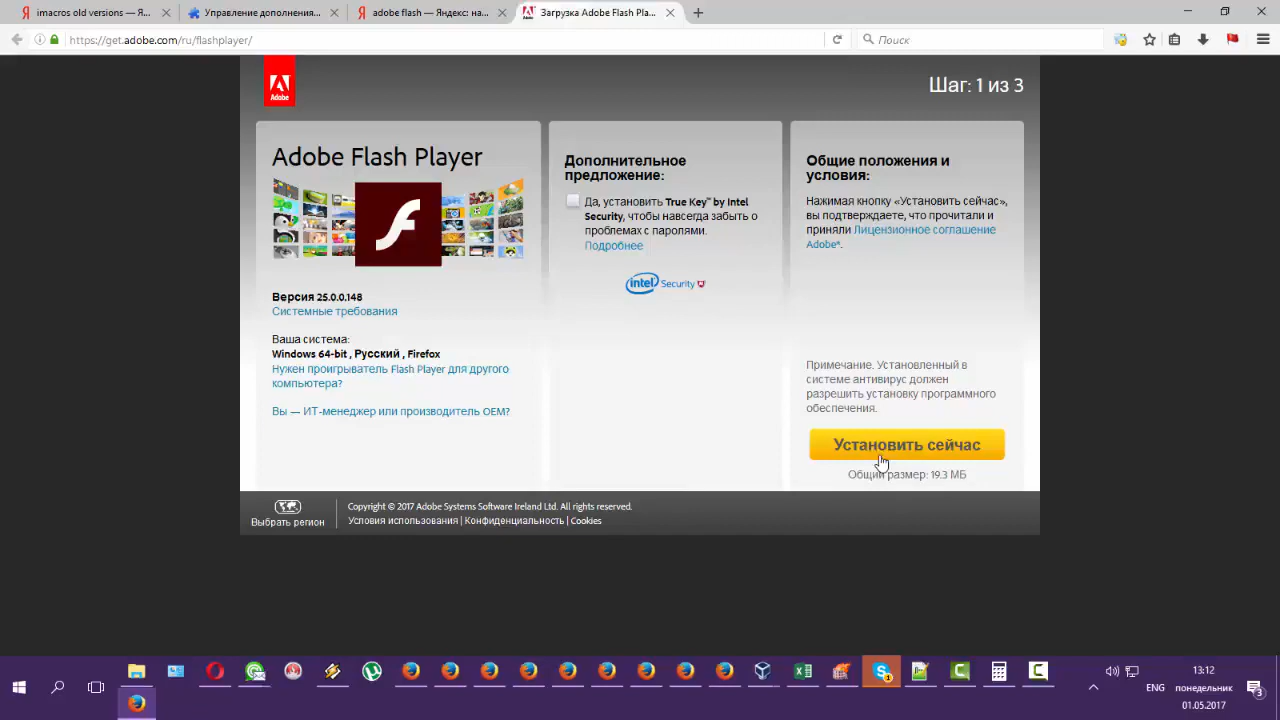 imacros old versions — Я...
Управление дополнения...
adobe flash — Яндекс: на...
Загрузка Adobe Flash Pla...
https://get.adobe.com/ru/flashplayer/
Поиск
Adobe
Шаг: 1 из 3
Adobe Flash Player
Версия 25.0.0.148
Системные требования
Ваша система:
Windows 64-bit , Русский , Firefox
Нужен проигрыватель Flash Player для другого
компьютера?
Вы — ИТ-менеджер или производитель OEM?
Дополнительное
предложение:
Да, установить True Key™ by Intel
Security, чтобы навсегда забыть о
проблемах с паролями.
Подробнее
intel Security
Общие положения и
условия:
Нажимая кнопку «Установить сейчас»,
вы подтверждаете, что прочитали и
приняли Лицензионное соглашение
Adobe*.
Примечание. Установленный в
системе антивирус должен
разрешить установку программного
обеспечения.
Установить сейчас
Общий размер: 19.3 МБ
Выбрать регион
Copyright © 2017 Adobe Systems Software Ireland Ltd. All rights reserved.
Условия использования | Конфиденциальность | Cookies
13:12
ENG понедельник
01.05.2017
3